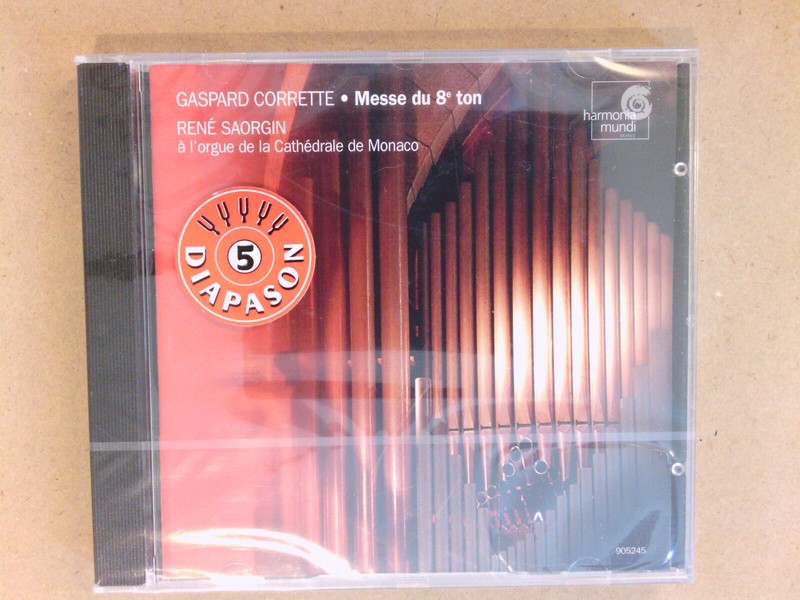 GASPARD CORRETTE • Messe du 8e ton
RENÉ SAORGIN
à l'orgue de la Cathédrale de Monaco
harmonia
mundi
5
DIAPASON
905245